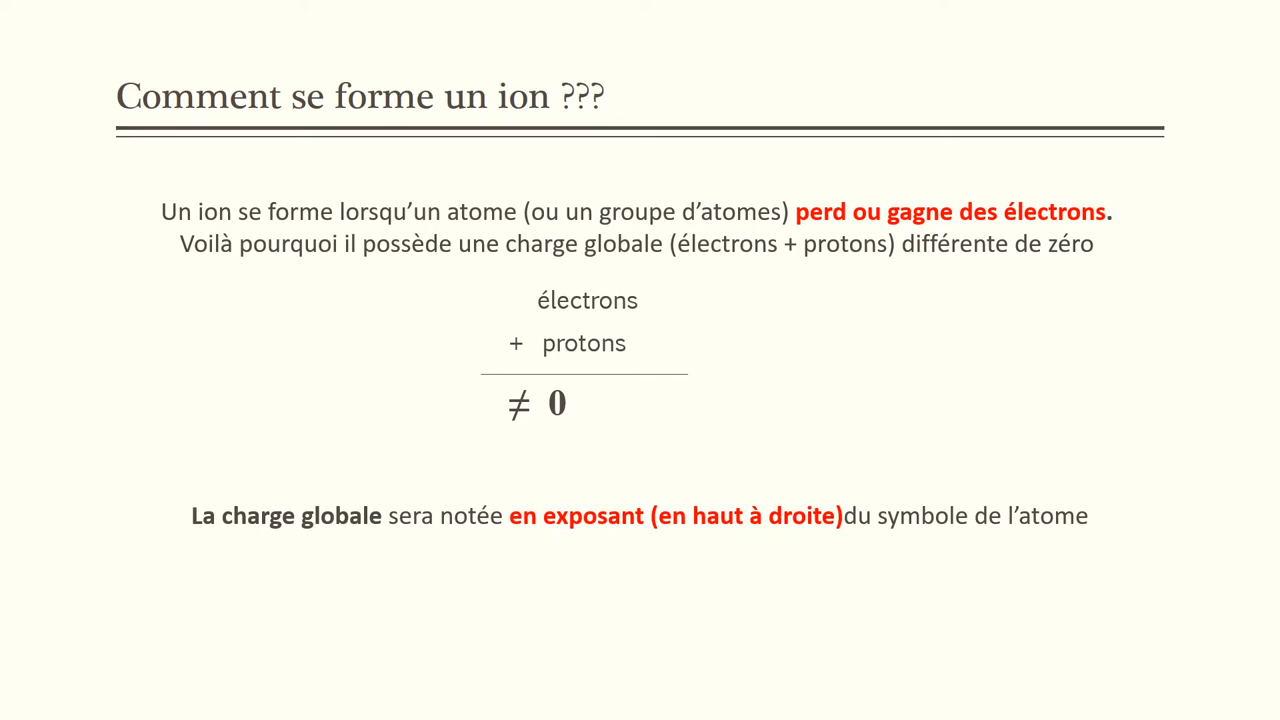 Comment se forme un ion ???
Un ion se forme lorsqu’un atome (ou un groupe d’atomes) perd ou gagne des électrons.
Voilà pourquoi il possède une charge globale (électrons + protons) différente de zéro
électrons
+ protons
≠ 0
La charge globale sera notée en exposant (en haut à droite)du symbole de l’atome